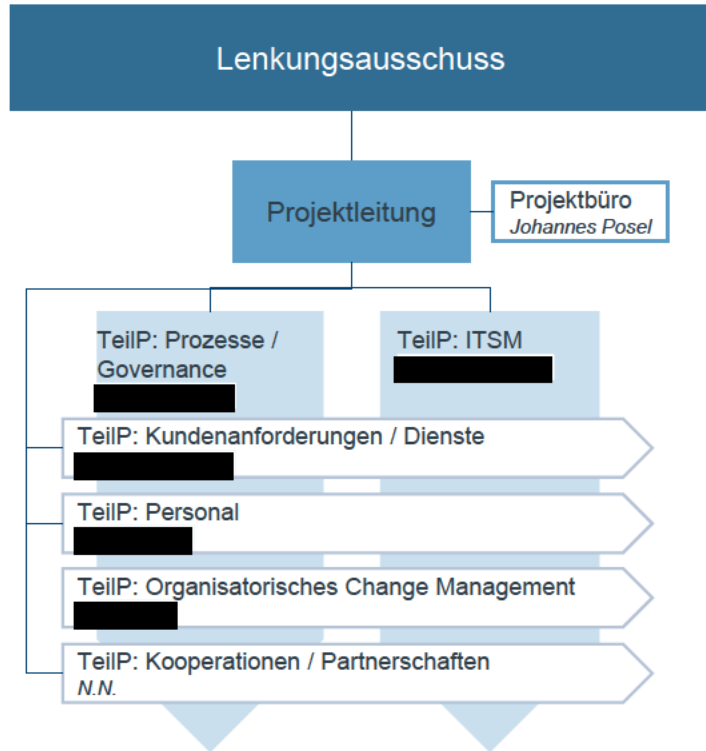 Lenkungsausschuss
Projektleitung
Projektbüro
Johannes Posel
TeilP: Prozesse /
Governance
TeilP: ITSM
TeilP: Kundenanforderungen / Dienste
TeilP: Personal
TeilP: Organisatorisches Change Management
TeilP: Kooperationen / Partnerschaften
N.N.